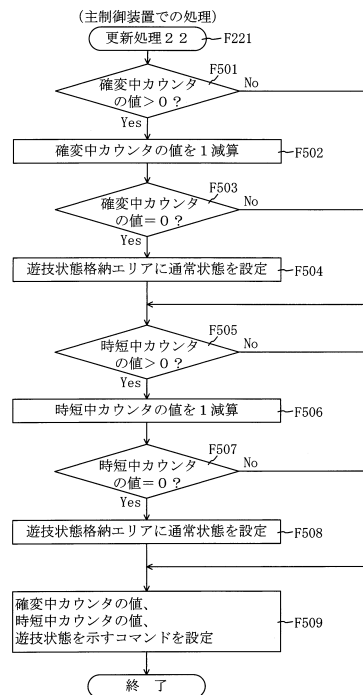 (主制御装置での処理)
更新処理２２
F221
F501
確変中カウンタ
の値>０？
No
Yes
確変中カウンタの値を１減算
F502
F503
確変中カウンタ
の値=０？
No
Yes
遊技状態格納エリアに通常状態を設定
F504
F505
時短中カウンタ
の値>０？
No
Yes
時短中カウンタの値を１減算
F506
F507
時短中カウンタ
の値=０？
No
Yes
遊技状態格納エリアに通常状態を設定
F508
確変中カウンタの値、
時短中カウンタの値、
遊技状態を示すコマンドを設定
F509
終 了